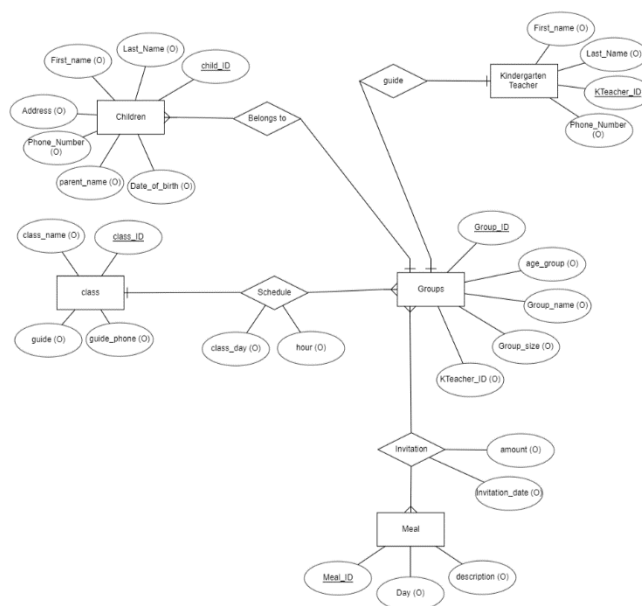 First_name (O)
Last_Name (O)
child_ID
Address (O)
Children
Phone_Number
(O)
parent_name (O)
Date_of_birth (O)
Belongs to
guide
First_name (O)
Last_Name (O)
Kindergarten
Teacher
KTeacher_ID
Phone_Number
(O)
class_name (O)
class_ID
class
guide (O)
guide_phone (O)
Schedule
class_day (O)
hour (O)
Group_ID
age_group (O)
Groups
Group_name (O)
Group_size (O)
KTeacher_ID (O)
Invitation
amount (O)
Invitation_date (O)
Meal
Meal_ID
Day (O)
description (O)